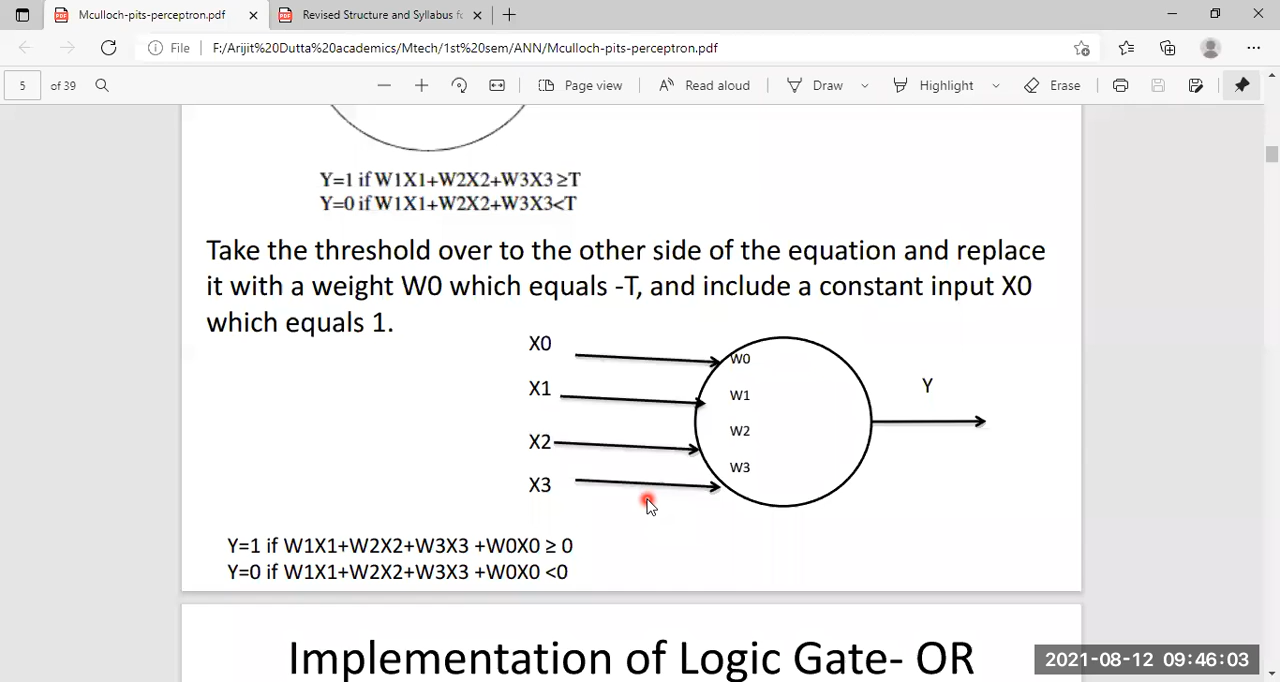 Mculloch-pits-perceptron.pdf
Revised Structure and Syllabus fo
File
F:/Arijit%20Dutta%20academics/Mtech/1st%20sem/ANN/Mculloch-pits-perceptron.pdf
5 of 39
Page view
Read aloud
Draw
Highlight
Erase
Y=1 if W1X1+W2X2+W3X3 ≥T
Y=0 if W1X1+W2X2+W3X3<T
Take the threshold over to the other side of the equation and replace
it with a weight W0 which equals -T, and include a constant input X0
which equals 1.
X0
W0
X1
W1
Y
X2
W2
X3
W3
Y=1 if W1X1+W2X2+W3X3 +W0X0 ≥ 0
Y=0 if W1X1+W2X2+W3X3 +W0X0 <0
Implementation of Logic Gate- OR
2021-08-12 09:46:03